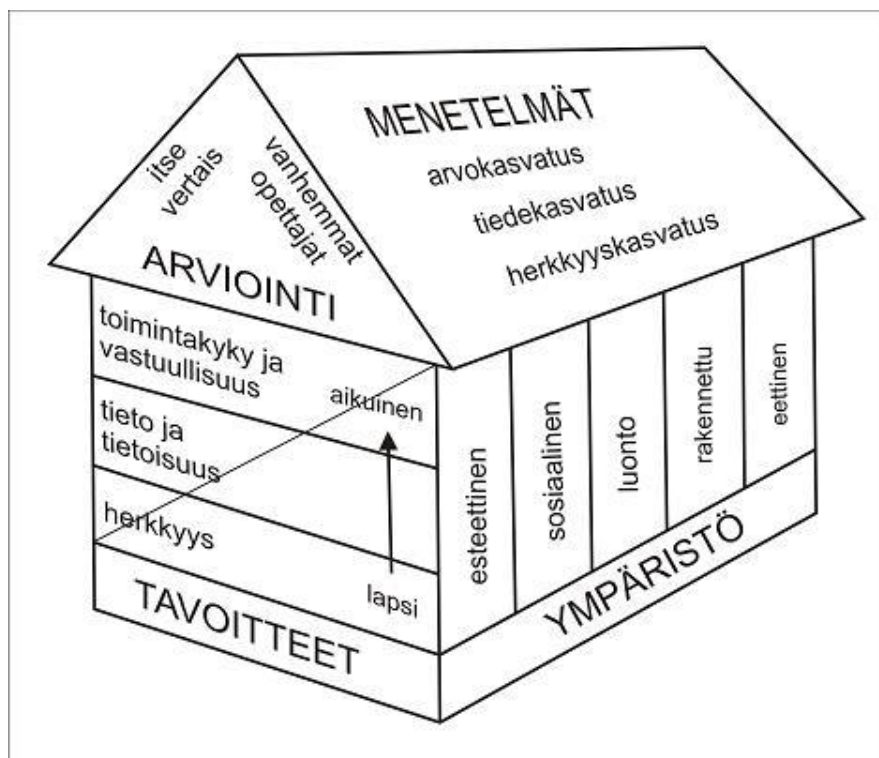 MENETELMÄT
arvokasvatus
tiedekasvatus
herkkyyskasvatus
itse
vertais
vanhemmat
opettajat
ARVIOINTI
toimintakyky ja
vastuullisuus
aikuinen
tieto ja
tietoisuus
herkkyys
lapsi
TAVOITTEET
esteettinen
sosiaalinen
luonto
rakennettu
eettinen
YMPÄRISTÖ